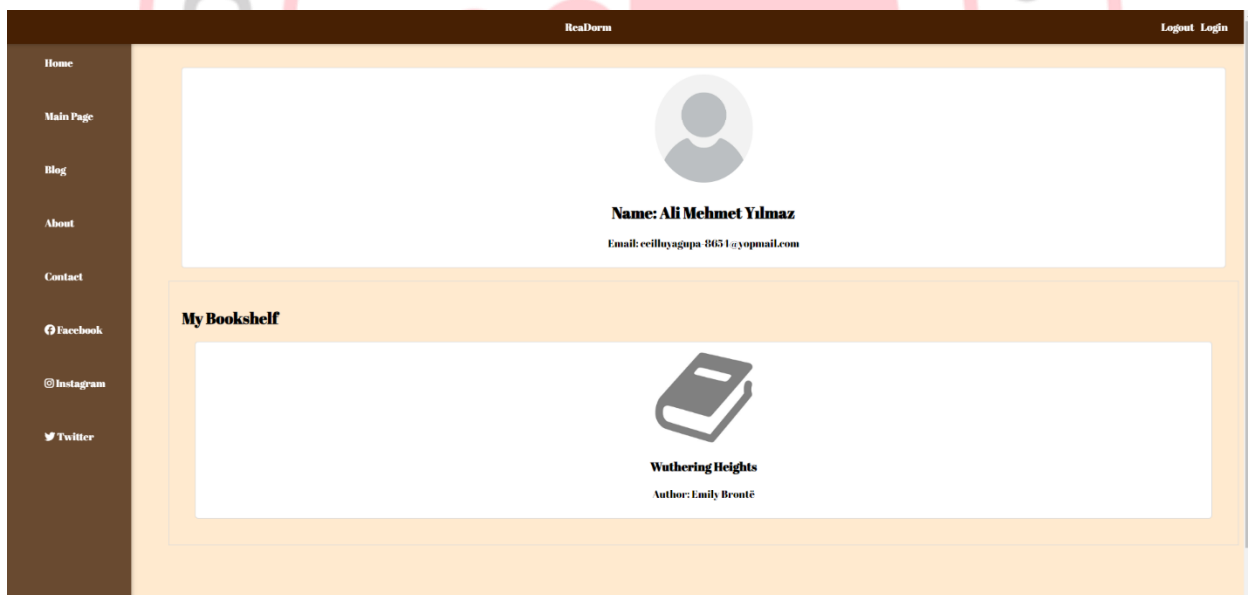 ReaDorm
Logout Login
Home
Main Page
Blog
About
Contact
Facebook
Instagram
Twitter
Name: Ali Mehmet Yılmaz
Email: ceilluyagupa-8654@yopmail.com
My Bookshelf
Wuthering Heights
Author: Emily Brontë